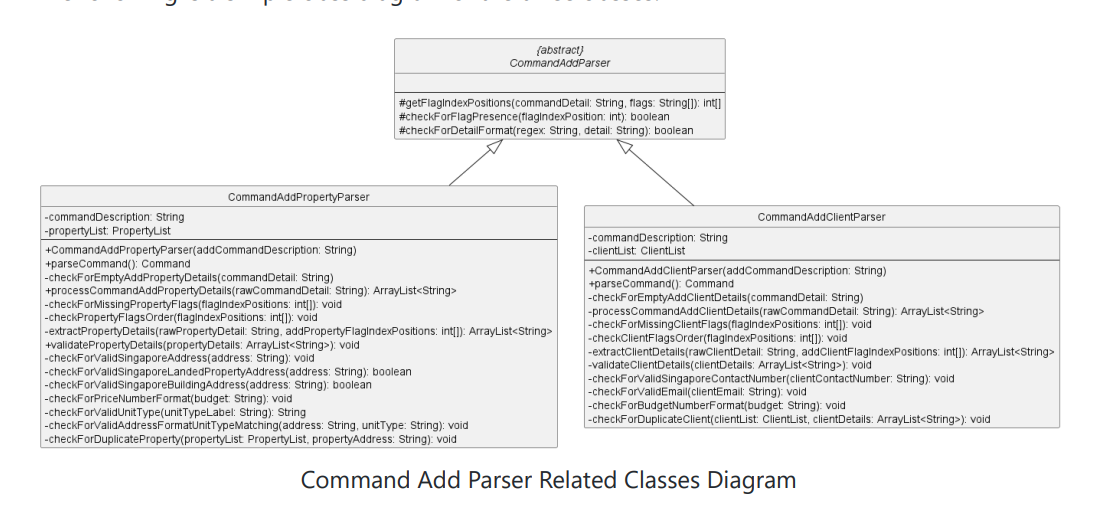 {abstract}
CommandAddParser
#getFlagIndexPositions(commandDetail: String, flags: String[]): int[]
#checkForFlagPresence(flagIndexPosition: int): boolean
#checkForDetailFormat(regex: String, detail: String): boolean
CommandAddPropertyParser
-commandDescription: String
-propertyList: PropertyList
+CommandAddPropertyParser(addCommandDescription: String)
+parseCommand(): Command
-checkForEmptyAddPropertyDetails(commandDetail: String)
+processCommandAddPropertyDetails(rawCommandDetail: String): ArrayList<String>
-checkForMissingPropertyFlags(flagIndexPositions: int[]): void
-checkPropertyFlagsOrder(flagIndexPositions: int[]): void
-extractPropertyDetails(rawPropertyDetail: String, addPropertyFlagIndexPositions: int[]): ArrayList<String>
+validatePropertyDetails(propertyDetails: ArrayList<String>): void
-checkForValidSingaporeAddress(address: String): void
-checkForValidSingaporeLandedPropertyAddress(address: String): boolean
-checkForValidSingaporeBuildingAddress(address: String): boolean
-checkForPriceNumberFormat(budget: String): void
-checkForValidUnitType(unitTypeLabel: String): String
-checkForValidAddressFormatUnitTypeMatching(address: String, unitType: String): void
-checkForDuplicateProperty(propertyList: PropertyList, propertyAddress: String): void
CommandAddClientParser
-commandDescription: String
-clientList: ClientList
+CommandAddClientParser(addCommandDescription: String)
+parseCommand(): Command
-checkForEmptyAddClientDetails(commandDetail: String)
-processCommandAddClientDetails(rawCommandDetail: String): ArrayList<String>
-checkForMissingClientFlags(flagIndexPositions: int[]): void
-checkClientFlagsOrder(flagIndexPositions: int[]): void
-extractClientDetails(rawClientDetail: String, addClientFlagIndexPositions: int[]): ArrayList<String>
-validateClientDetails(clientDetails: ArrayList<String>): void
-checkForValidSingaporeContactNumber(clientContactNumber: String): void
-checkForValidEmail(clientEmail: String): void
-checkForBudgetNumberFormat(budget: String): void
-checkForDuplicateClient(clientList: ClientList, clientDetails: ArrayList<String>): void
Command Add Parser Related Classes Diagram